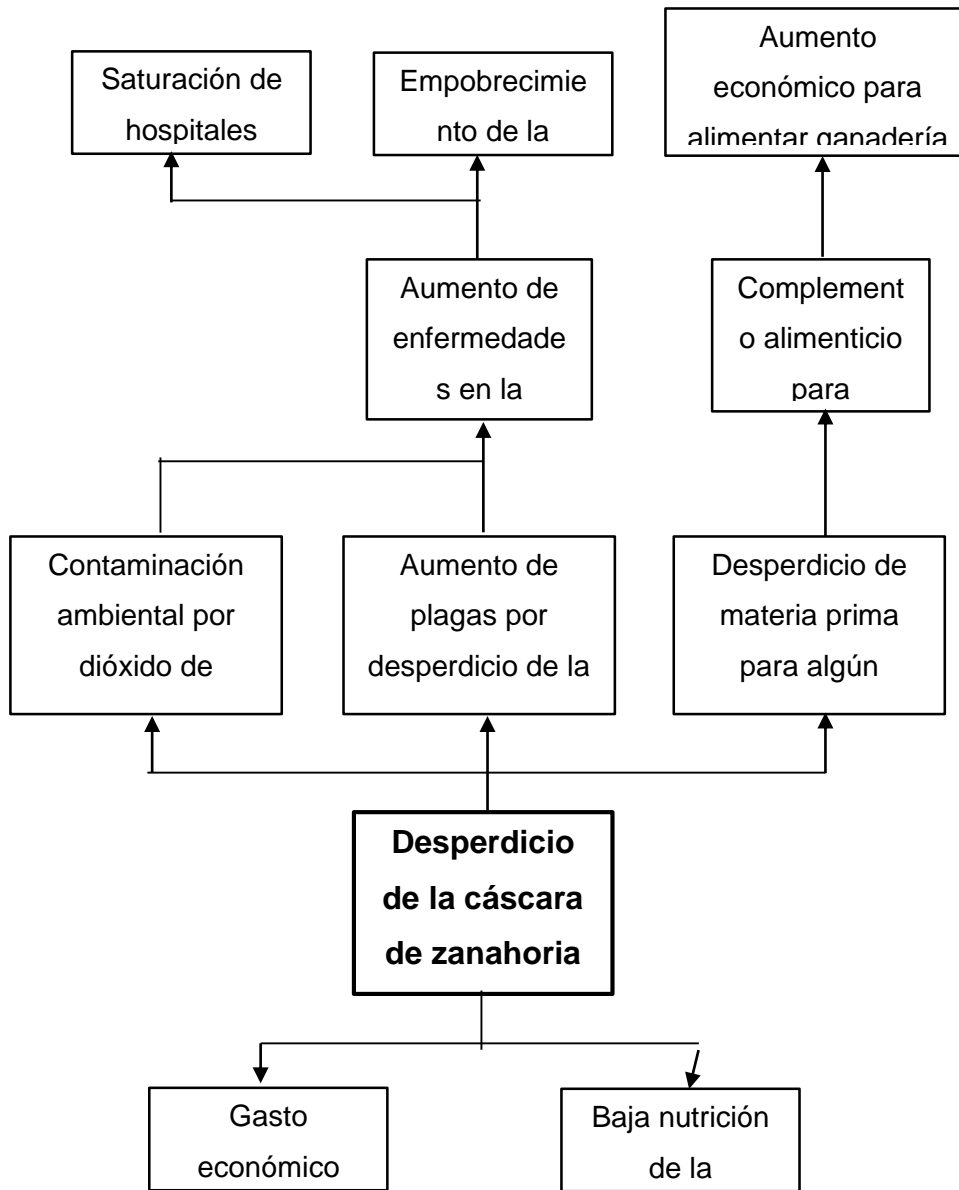 Saturación de
hospitales
Empobrecimie
nto de la
Aumento
económico para
alimentar ganadería
Aumento de
enfermedade
s en la
Complement
o alimenticio
para
Contaminación
ambiental por
dióxido de
Aumento de
plagas por
desperdicio de la
Desperdicio de
materia prima
para algún
Desperdicio
de la cáscara
de zanahoria
Gasto
económico
Baja nutrición
de la